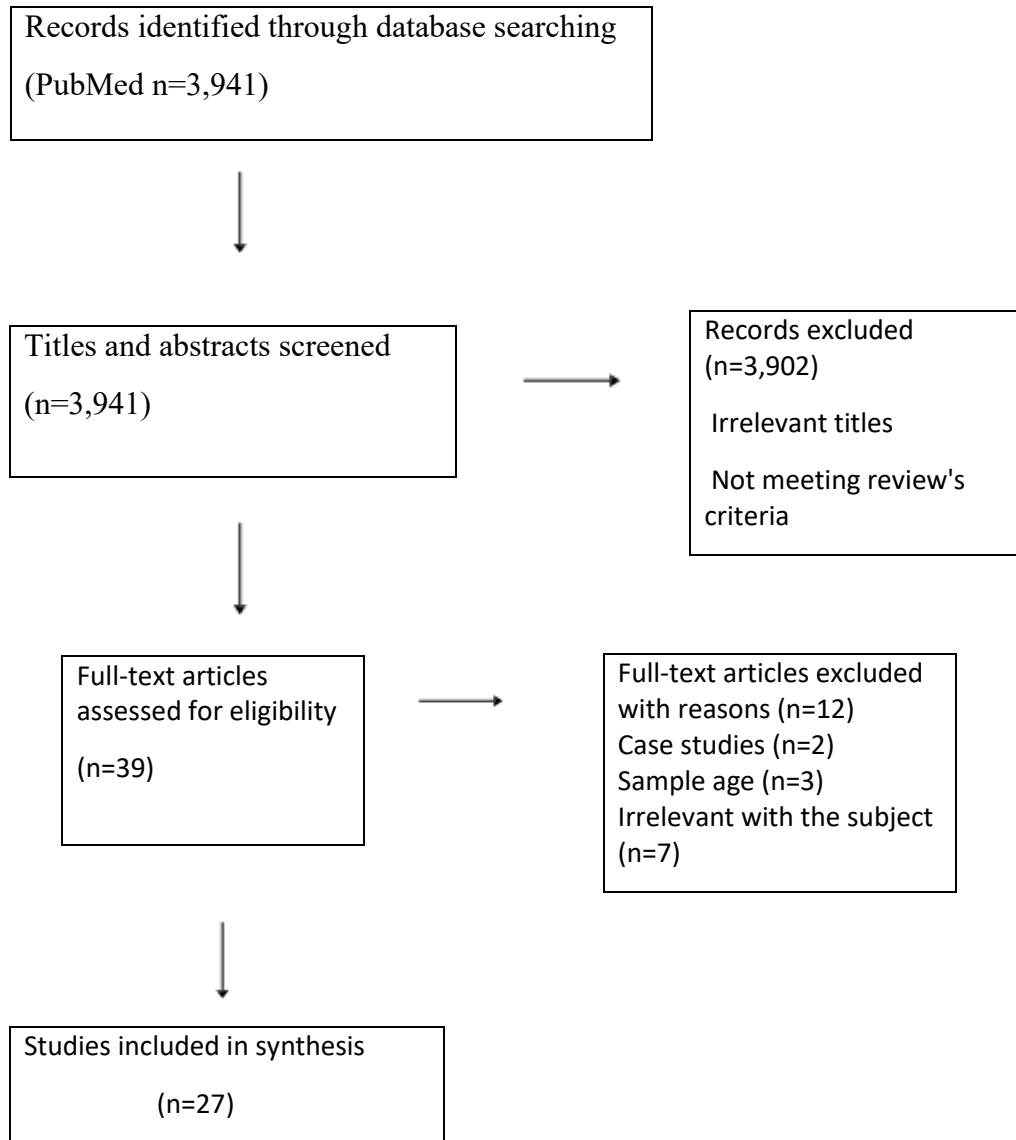 Records identified through database searching
(PubMed n=3,941)
Titles and abstracts screened
(n=3,941)
Records excluded
(n=3,902)
Irrelevant titles
Not meeting review's
criteria
Full-text articles
assessed for eligibility
(n=39)
Full-text articles excluded
with reasons (n=12)
Case studies (n=2)
Sample age (n=3)
Irrelevant with the subject
(n=7)
Studies included in synthesis
(n=27)